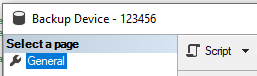 Backup Device - 123456
Select a page
General
Script